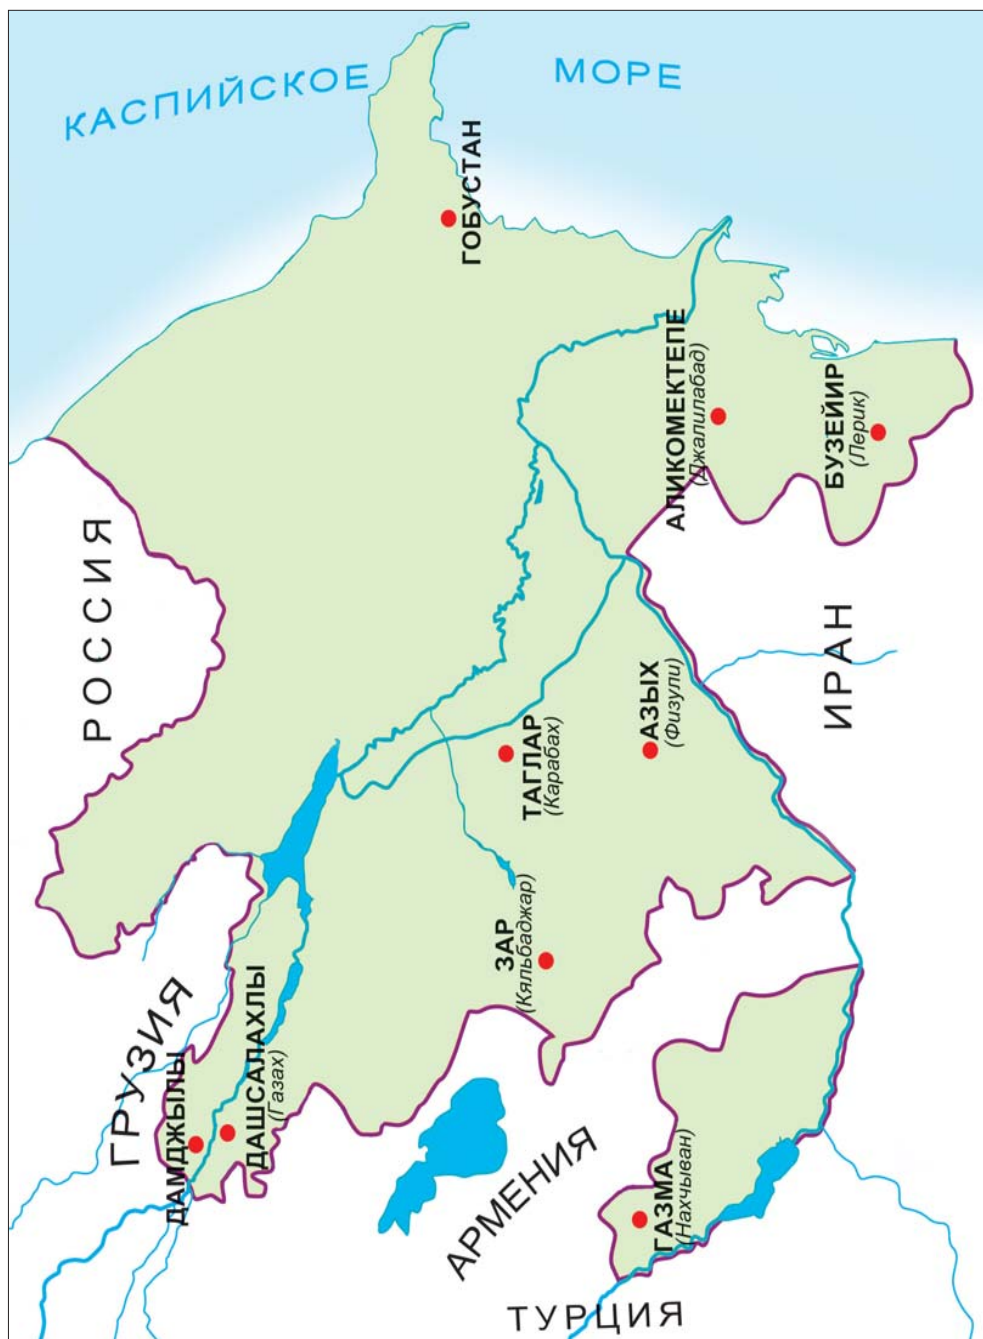 КАСПИЙСКОЕ МОРЕ
РОССИЯ
ГРУЗИЯ
ГОБУСТАН
АЛИКОМЕКТЕПЕ
(Джалилабад)
БУЗЕЙИР
(Лерик)
ИРАН
ТАГЛАР
(Карабах)
АЗЫХ
(Физули)
ЗАР
(Кяльбаджар)
ДАМДЖЫЛЫ
ДАШСАЛАХЛЫ
(Газах)
АРМЕНИЯ
ГАЗМА
(Нахчыван)
ТУРЦИЯ